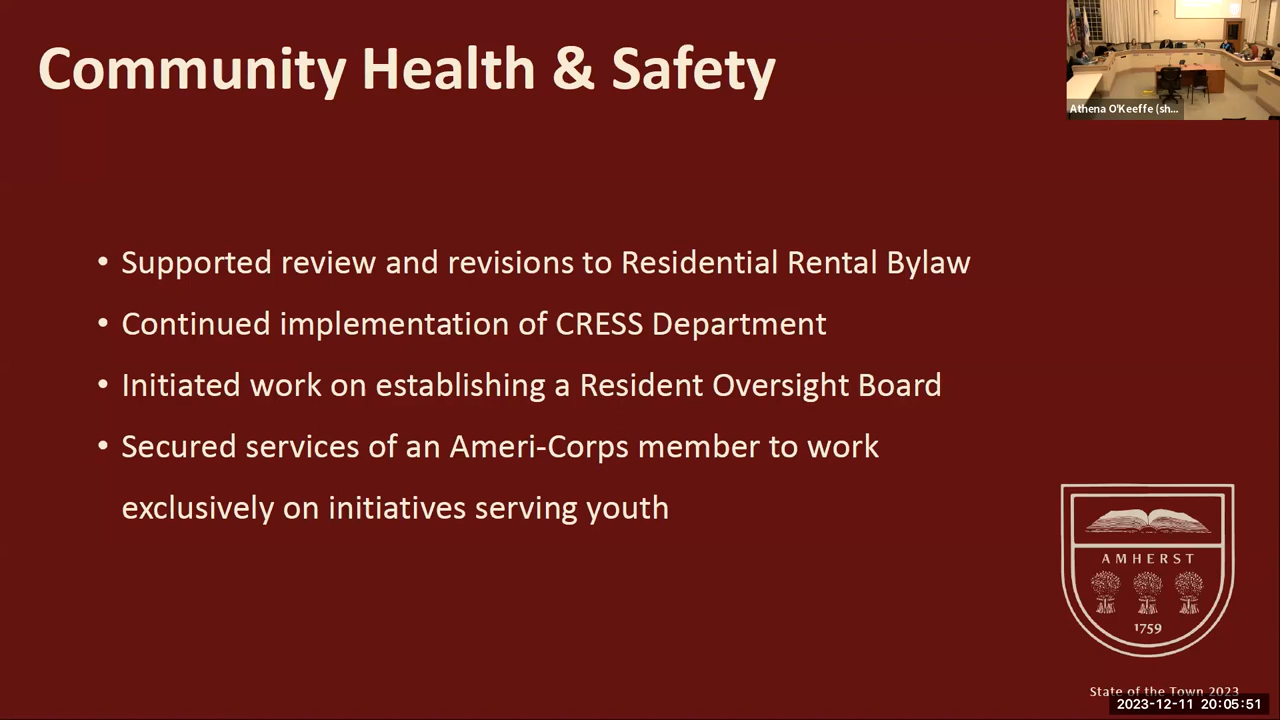 Community Health & Safety
Athena O'Keeffe (sh...
• Supported review and revisions to Residential Rental Bylaw
• Continued implementation of CRESS Department
• Initiated work on establishing a Resident Oversight Board
• Secured services of an Ameri-Corps member to work
exclusively on initiatives serving youth
AMHERST
1759
State of the Town 2023
2023-12-11 20:05:51